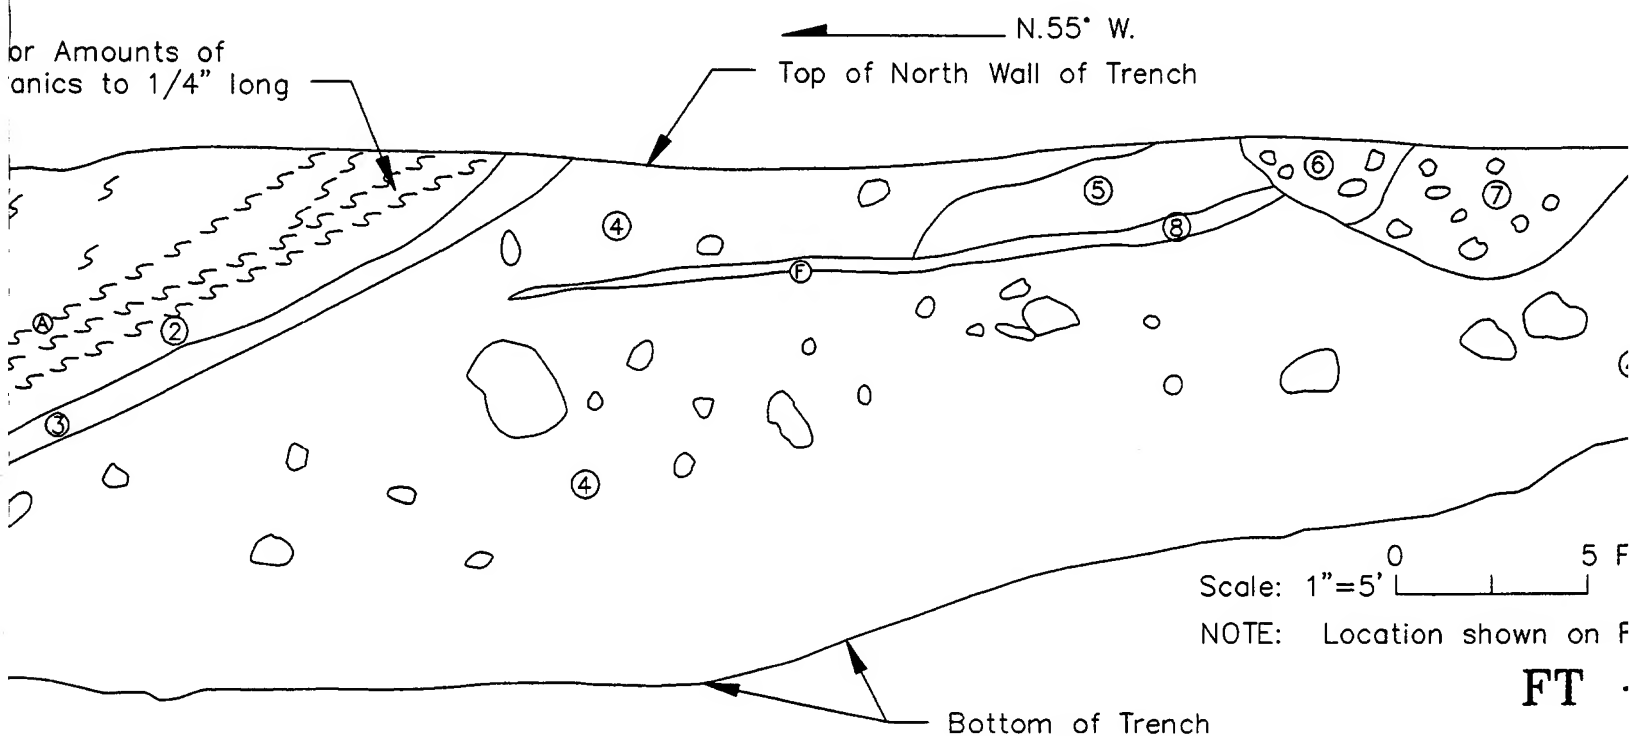 N.55° W.
or Amounts of
anics to 1/4" long
Top of North Wall of Trench
6
7
5
4
8
F
A
2
3
4
0 5 F
Scale: 1"=5'
NOTE: Location shown on F
FT
Bottom of Trench